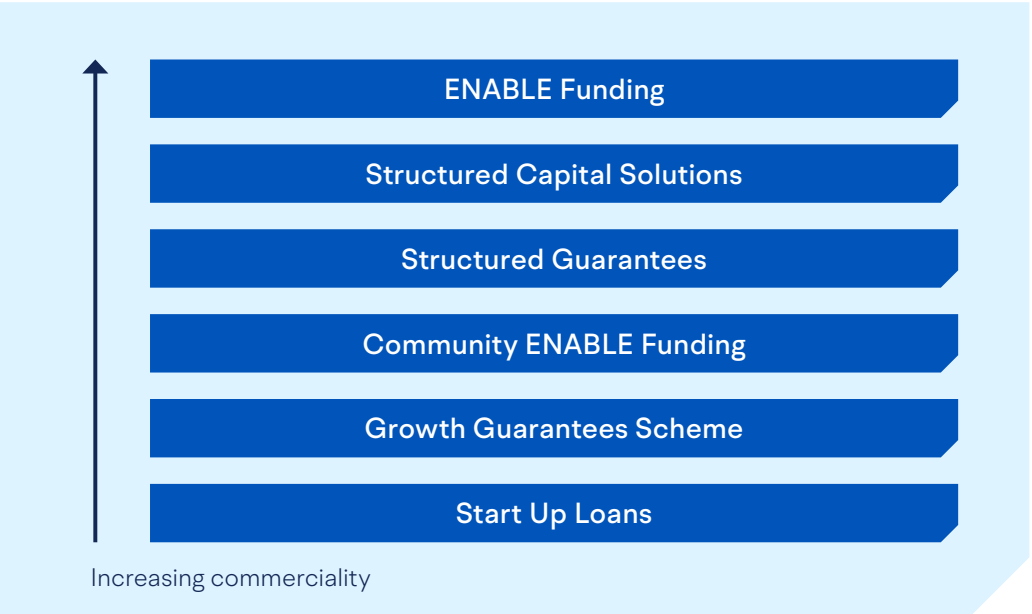 ENABLE Funding
Structured Capital Solutions
Structured Guarantees
Community ENABLE Funding
Growth Guarantees Scheme
Start Up Loans
Increasing commerciality